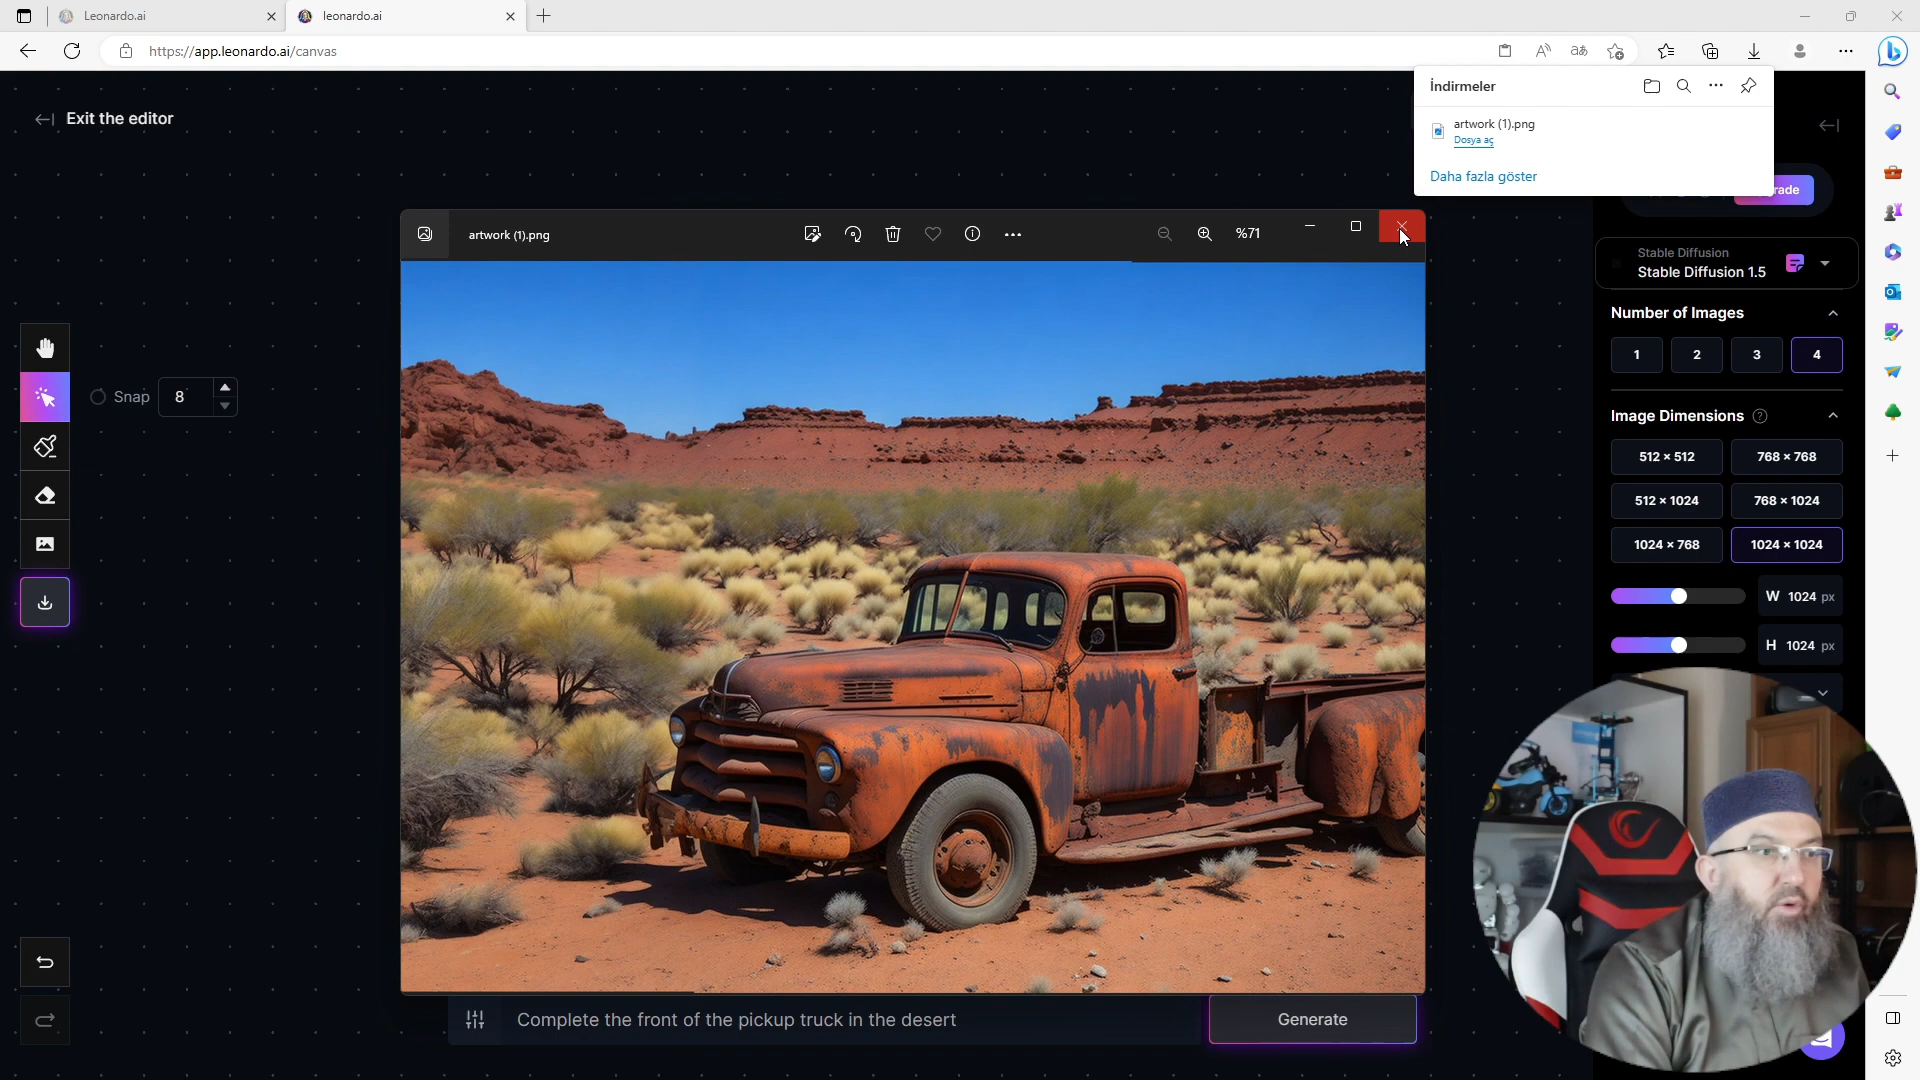 Leonardo.ai
leonardo.ai
https://app.leonardo.ai/canvas
İndirmeler
artwork (1).png
Dosya aç
Daha fazla göster
Exit the editor
rade
artwork (1).png
%71
Stable Diffusion
Stable Diffusion 1.5
Number of Images
1
2
3
4
Snap
8
Image Dimensions
512 × 512
768 × 768
512 × 1024
768 × 1024
1024 × 768
1024 × 1024
W 1024 px
H 1024 px
Complete the front of the pickup truck in the desert
Generate